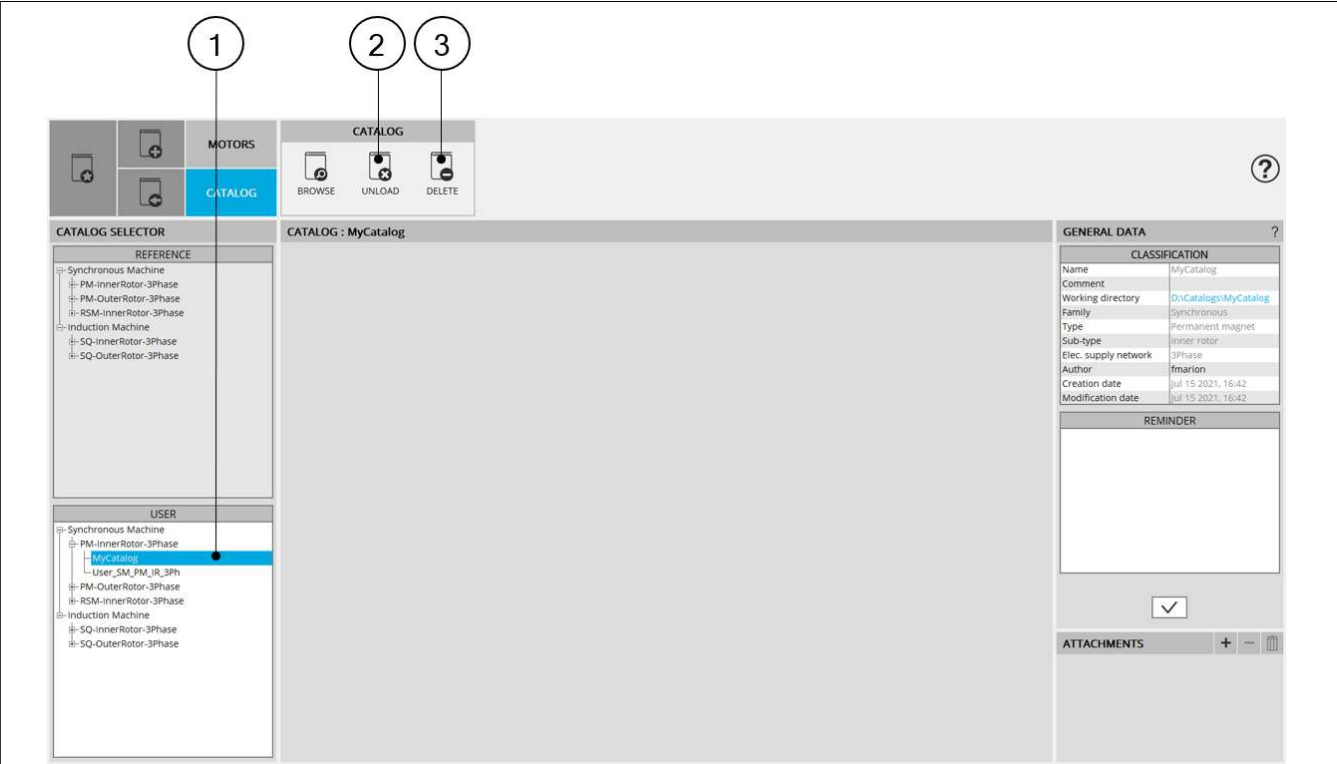 1
2
3
MOTORS
CATALOG
CATALOG
BROWSE
UNLOAD
DELETE
?
CATALOG SELECTOR
REFERENCE
Synchronous Machine
PM-InnerRotor-3Phase
PM-OuterRotor-3Phase
RSM-InnerRotor-3Phase
Induction Machine
SQ-InnerRotor-3Phase
SQ-OuterRotor-3Phase
USER
Synchronous Machine
PM-InnerRotor-3Phase
MyCatalog
User_SM_PM_IR_3Ph
PM-OuterRotor-3Phase
RSM-InnerRotor-3Phase
Induction Machine
SQ-InnerRotor-3Phase
SQ-OuterRotor-3Phase
CATALOG : MyCatalog
GENERAL DATA ?
CLASSIFICATION
Name MyCatalog
Comment
Working directory D:\Catalogs\MyCatalog
Family Synchronous
Type Permanent magnet
Sub-type Inner rotor
Elec. supply network 3Phase
Author fmarion
Creation date Jul 15 2021, 16:42
Modification date Jul 15 2021, 16:42
REMINDER
ATTACHMENTS + −